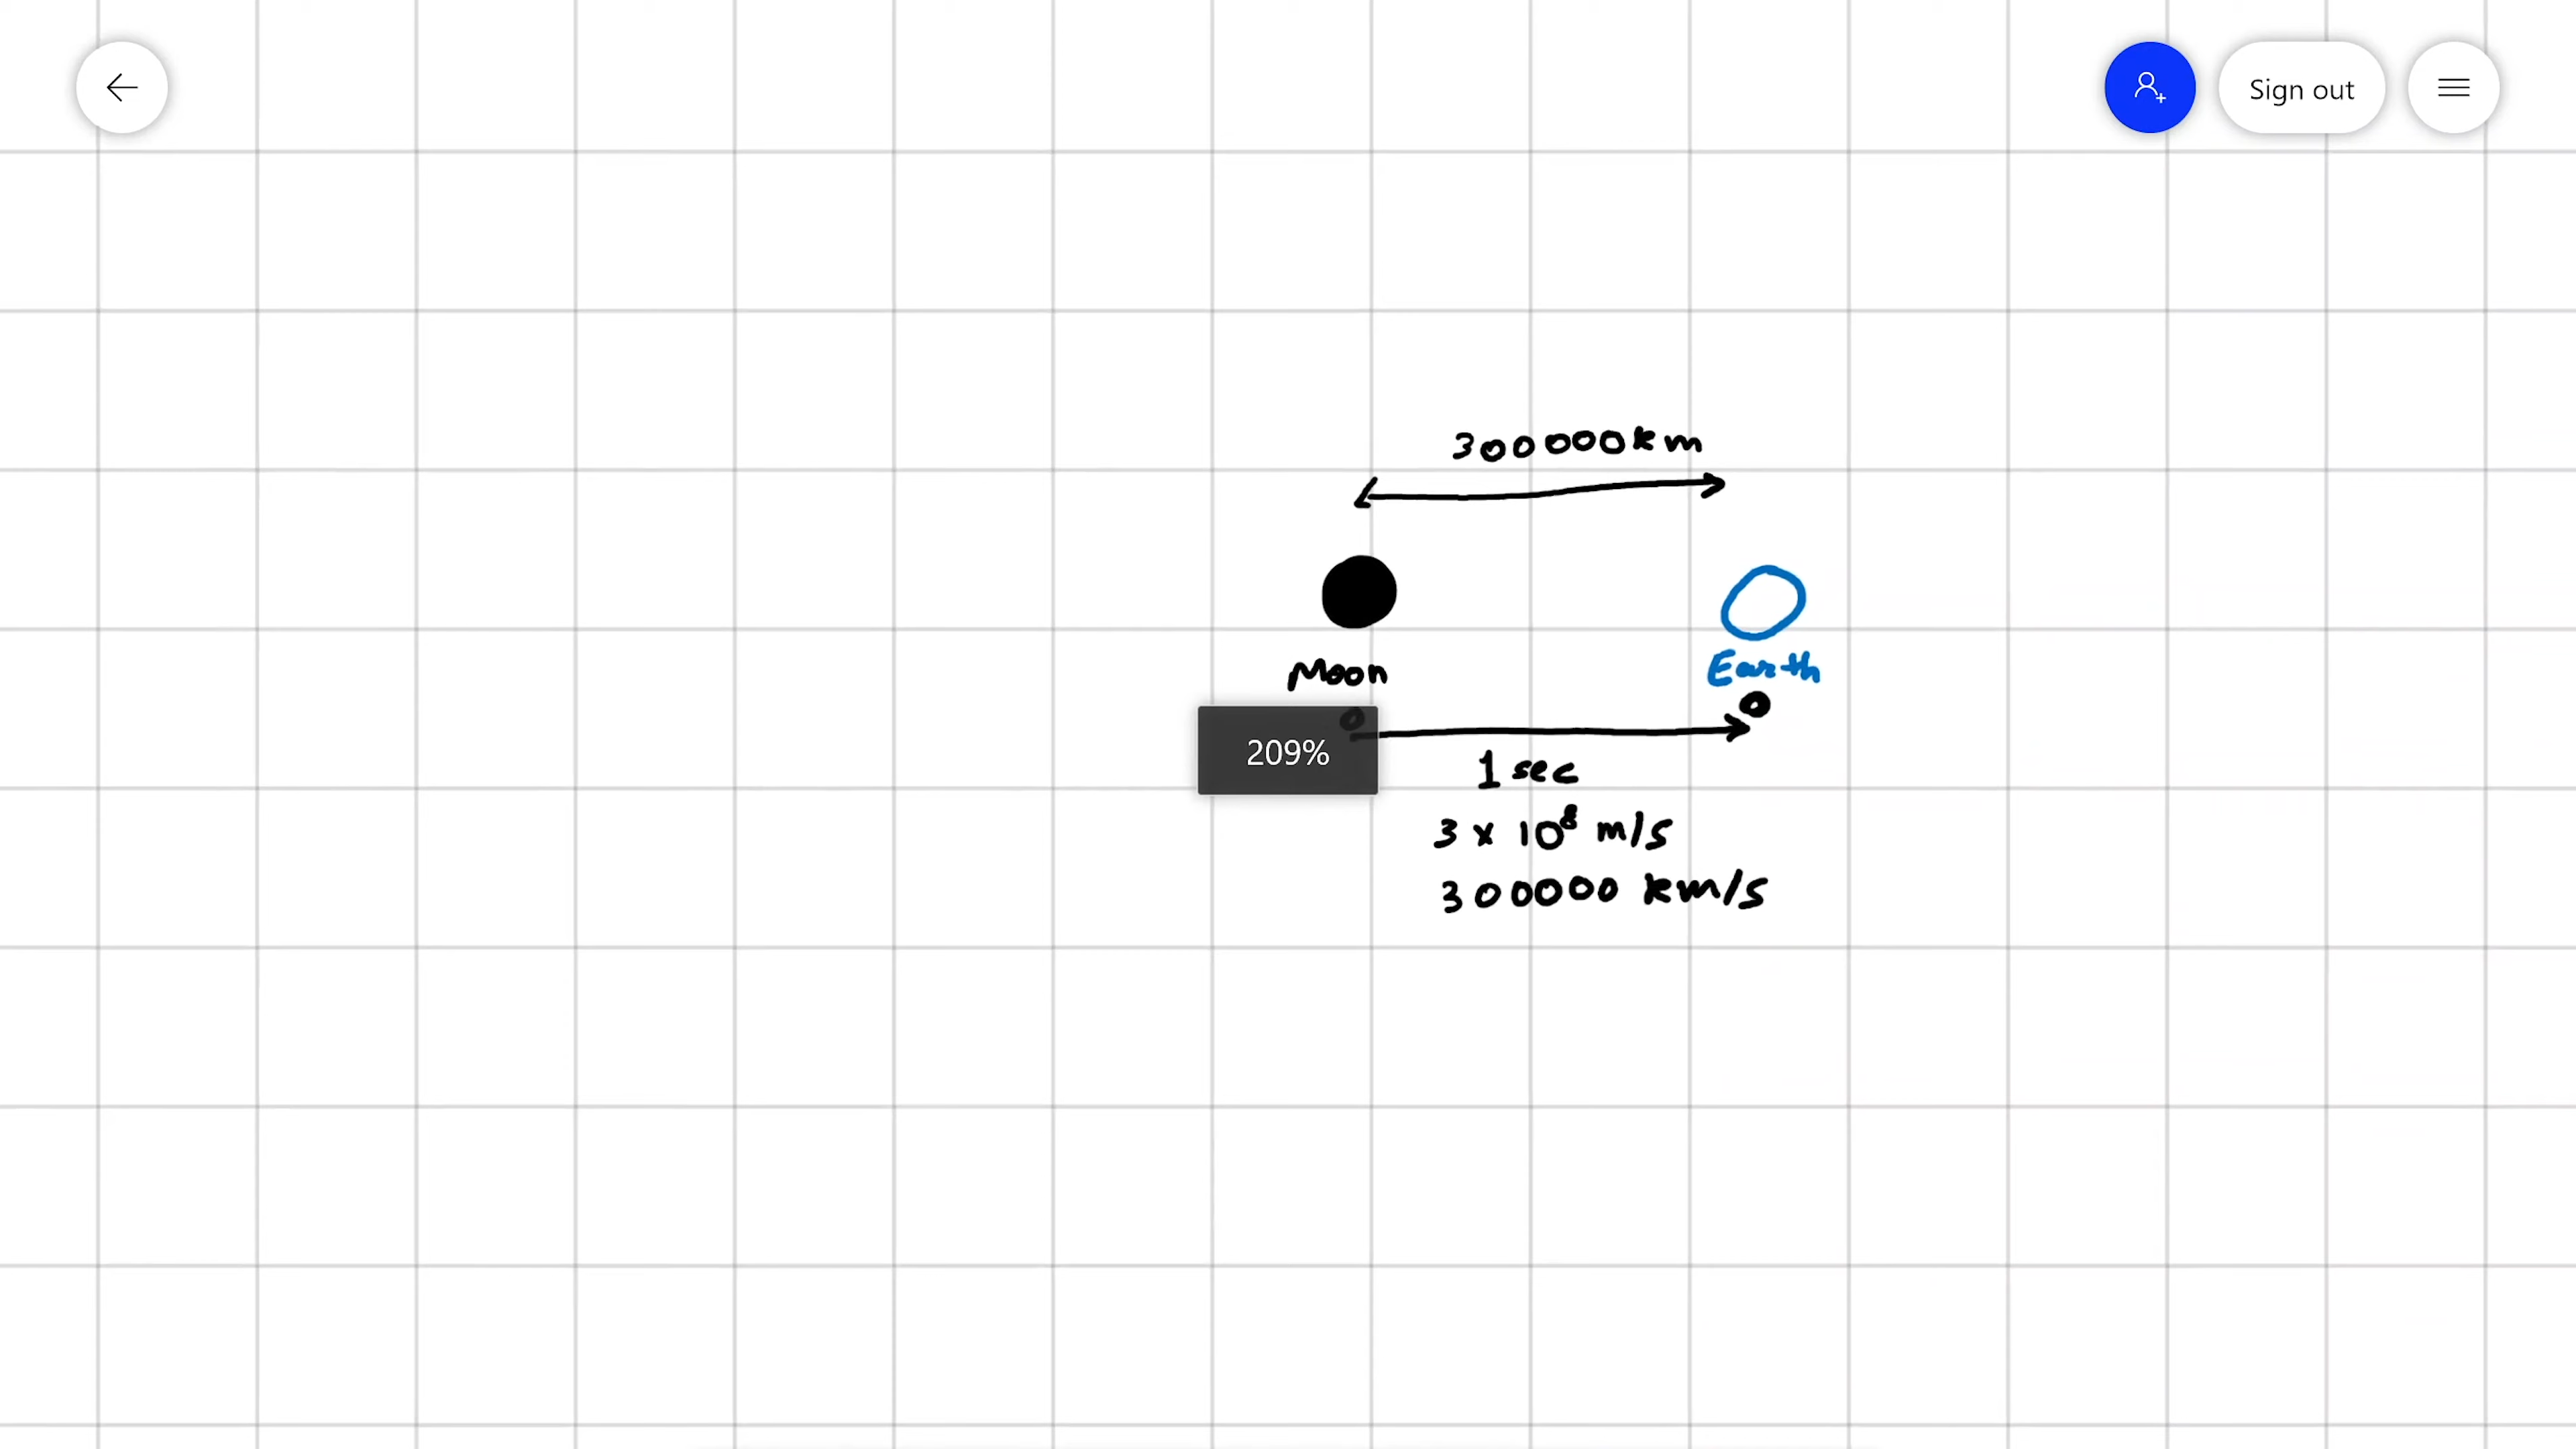 Sign out
300000km
Moon
Earth
209%
1 sec
3 x 10⁸ m/s
300000 km/s